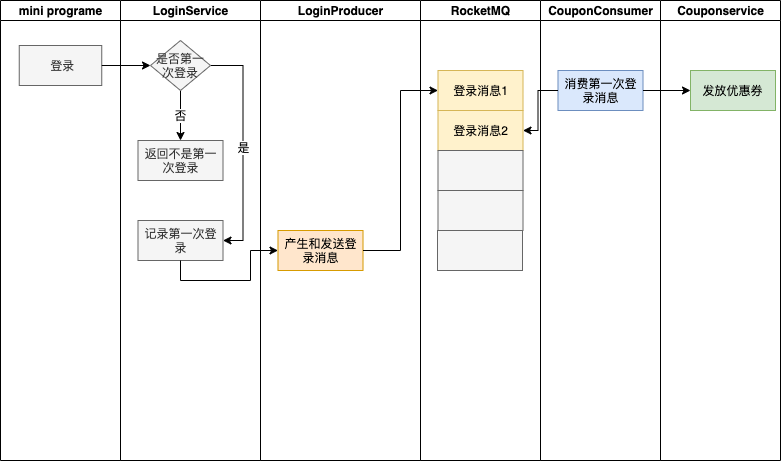 mini programe
LoginService
LoginProducer
RocketMQ
CouponConsumer
Couponservice
登录
是否第一
次登录
否
是
返回不是第一
次登录
记录第一次登
录
产生和发送登
录消息
登录消息1
登录消息2
消费第一次登
录消息
发放优惠券